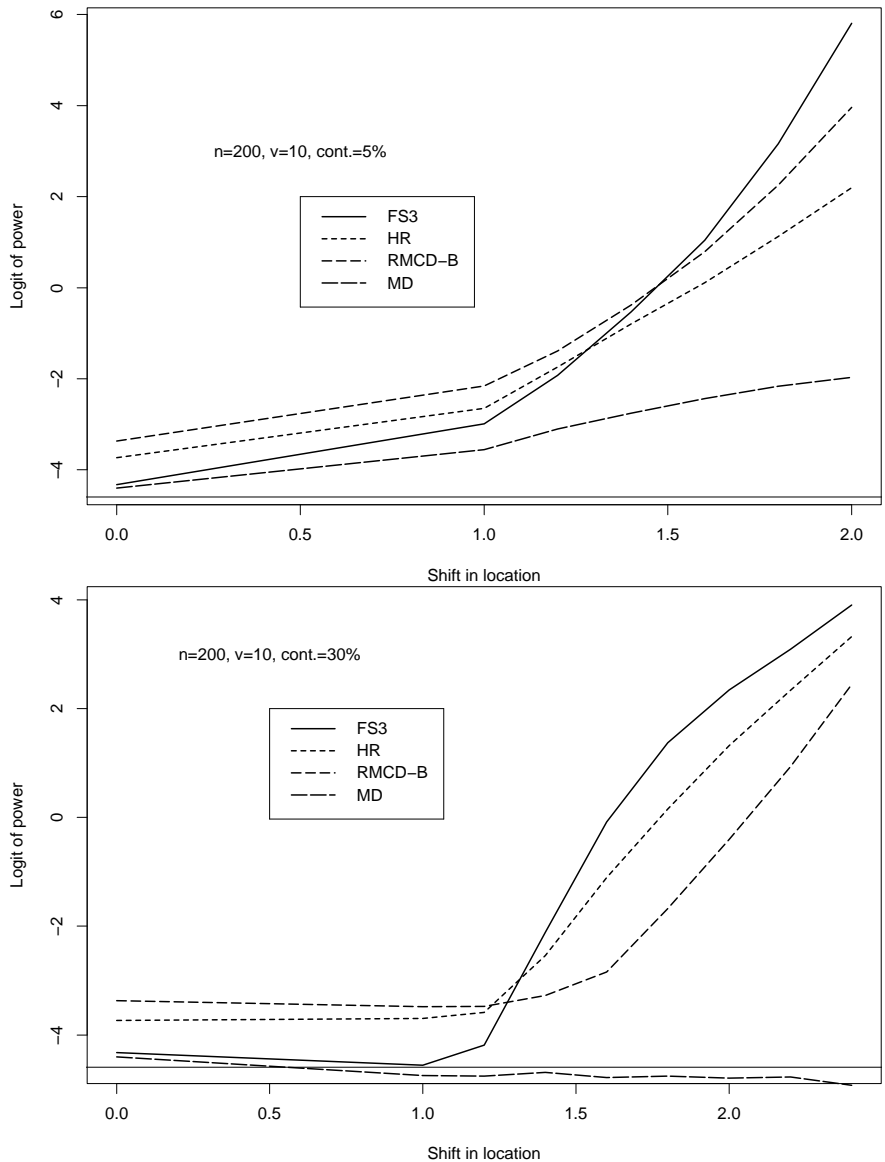 6
4
2
0
−2
−4
Logit of power
n=200, v=10, cont.=5%
FS3
HR
RMCD−B
MD
0.0 0.5 1.0 1.5 2.0
Shift in location
4
2
0
−2
−4
Logit of power
n=200, v=10, cont.=30%
FS3
HR
RMCD−B
MD
0.0 0.5 1.0 1.5 2.0
Shift in location